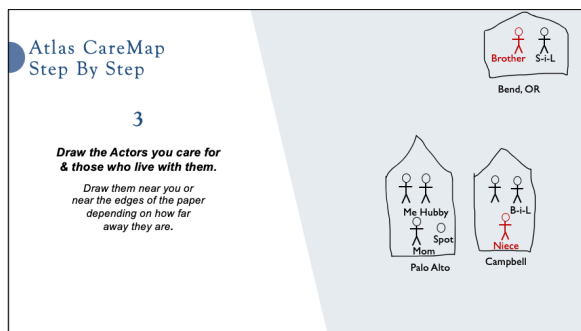 Atlas CareMap
Step By Step
3
Draw the Actors you care for
& those who live with them.
Draw them near you or
near the edges of the paper
depending on how far
away they are.
Brother S-i-L
Bend, OR
Me Hubby
Mom
Spot
Palo Alto
B-i-L
Niece
Campbell